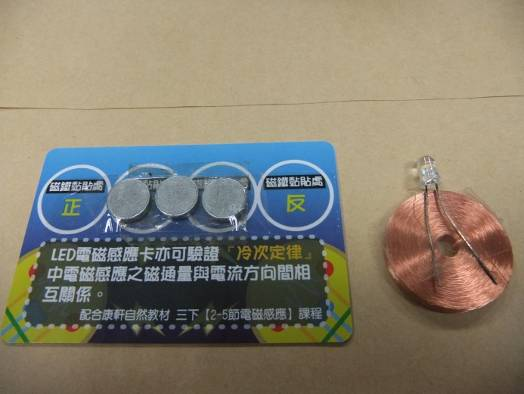 磁鐵黏貼處
正
磁鐵黏貼處
反
LED電磁感應卡亦可驗證「冷次定律」
中電磁感應之磁通量與電流方向間相
互關係。
配合康軒自然教材 三下【2-5節電磁感應】課程